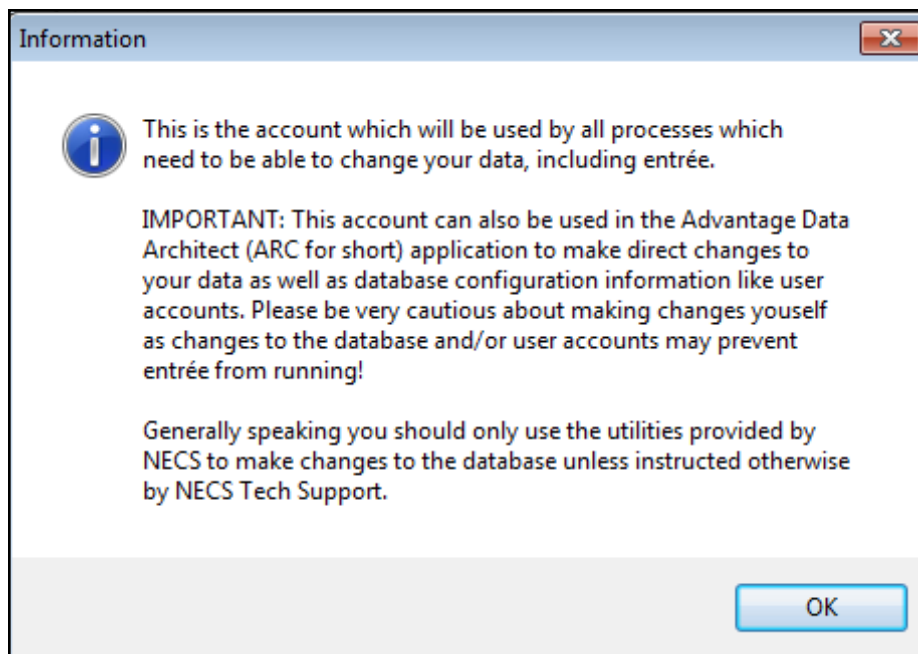 Information
This is the account which will be used by all processes which
need to be able to change your data, including entrée.
IMPORTANT: This account can also be used in the Advantage Data
Architect (ARC for short) application to make direct changes to
your data as well as database configuration information like user
accounts. Please be very cautious about making changes youself
as changes to the database and/or user accounts may prevent
entrée from running!
Generally speaking you should only use the utilities provided by
NECS to make changes to the database unless instructed otherwise
by NECS Tech Support.
OK